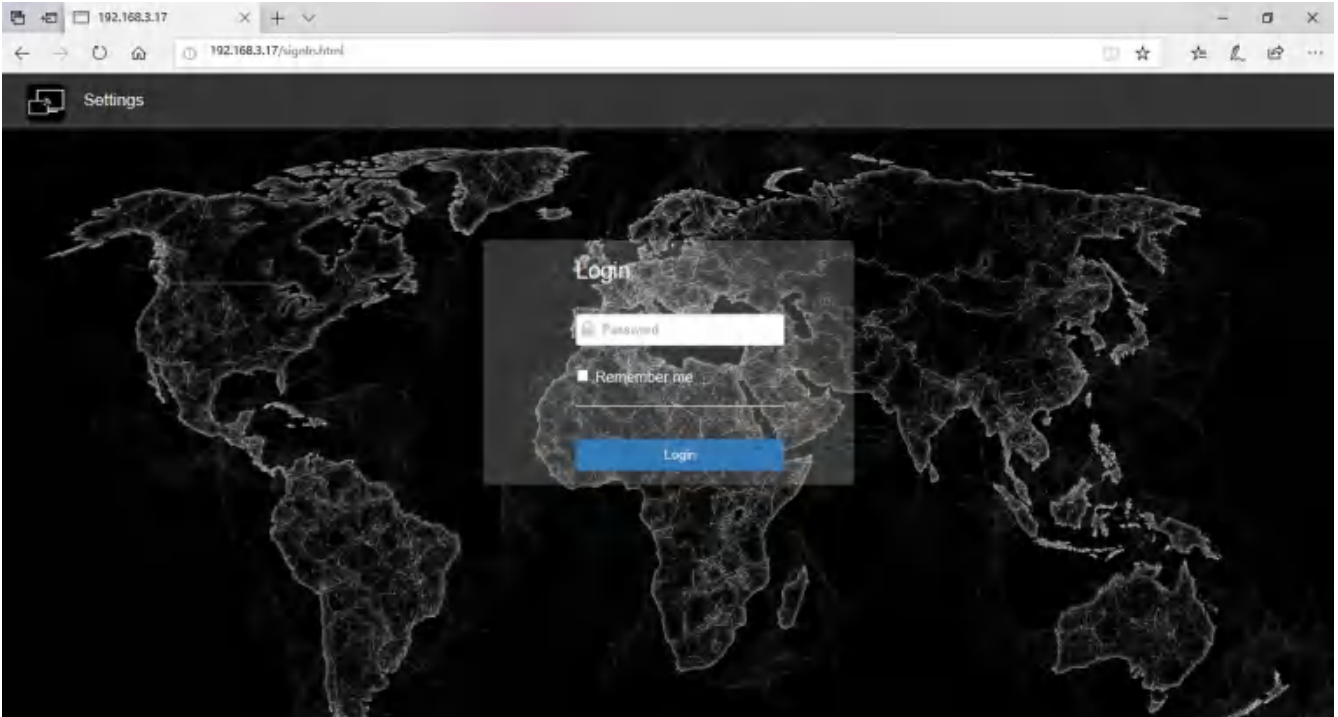 192.168.3.17
192.168.3.17/signIn.html
Settings
Login
Password
Remember me
Login